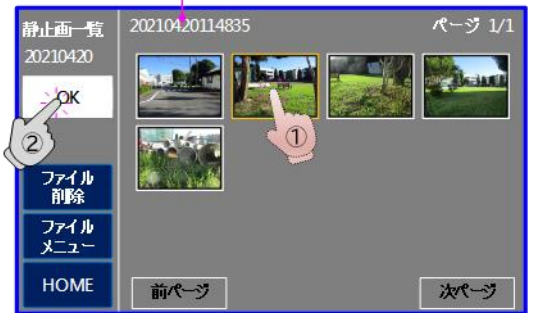 静止画一覧
20210420
20210420114835
ページ 1/1
OK
①
②
ファイル
削除
ファイル
メニュー
HOME
前ページ
次ページ